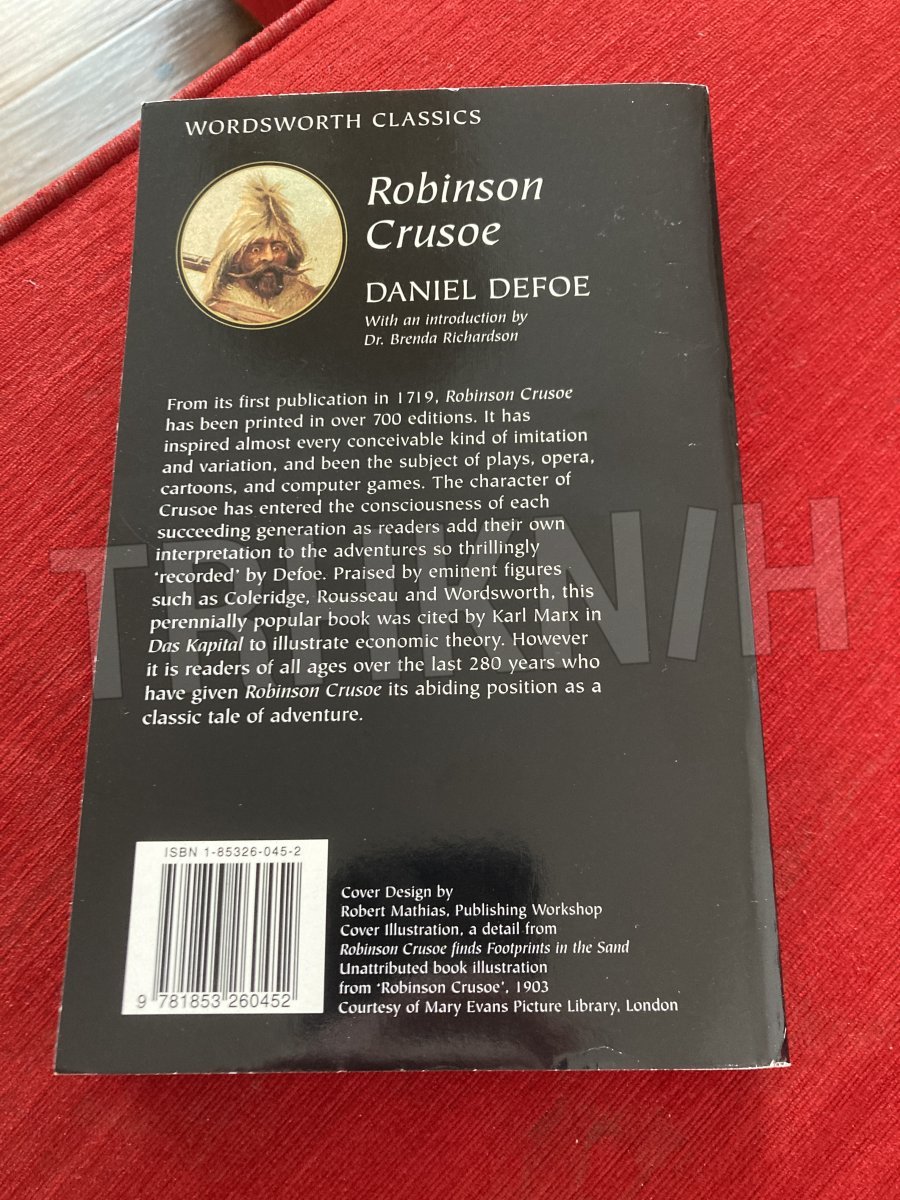 WORDSWORTH CLASSICS
Robinson
Crusoe
DANIEL DEFOE
With an introduction by
Dr. Brenda Richardson
From its first publication in 1719, Robinson Crusoe
has been printed in over 700 editions. It has
inspired almost every conceivable kind of imitation
and variation, and been the subject of plays, opera,
cartoons, and computer games. The character of
Crusoe has entered the consciousness of each
succeeding generation as readers add their own
interpretation to the adventures so thrillingly
'recorded' by Defoe. Praised by eminent figures
such as Coleridge, Rousseau and Wordsworth, this
perennially popular book was cited by Karl Marx in
Das Kapital to illustrate economic theory. However
it is readers of all ages over the last 280 years who
have given Robinson Crusoe its abiding position as a
classic tale of adventure.
ISBN 1-85326-045-2
9 781853 260452
Cover Design by
Robert Mathias, Publishing Workshop
Cover Illustration, a detail from
Robinson Crusoe finds Footprints in the Sand
Unattributed book illustration
from 'Robinson Crusoe', 1903
Courtesy of Mary Evans Picture Library, London